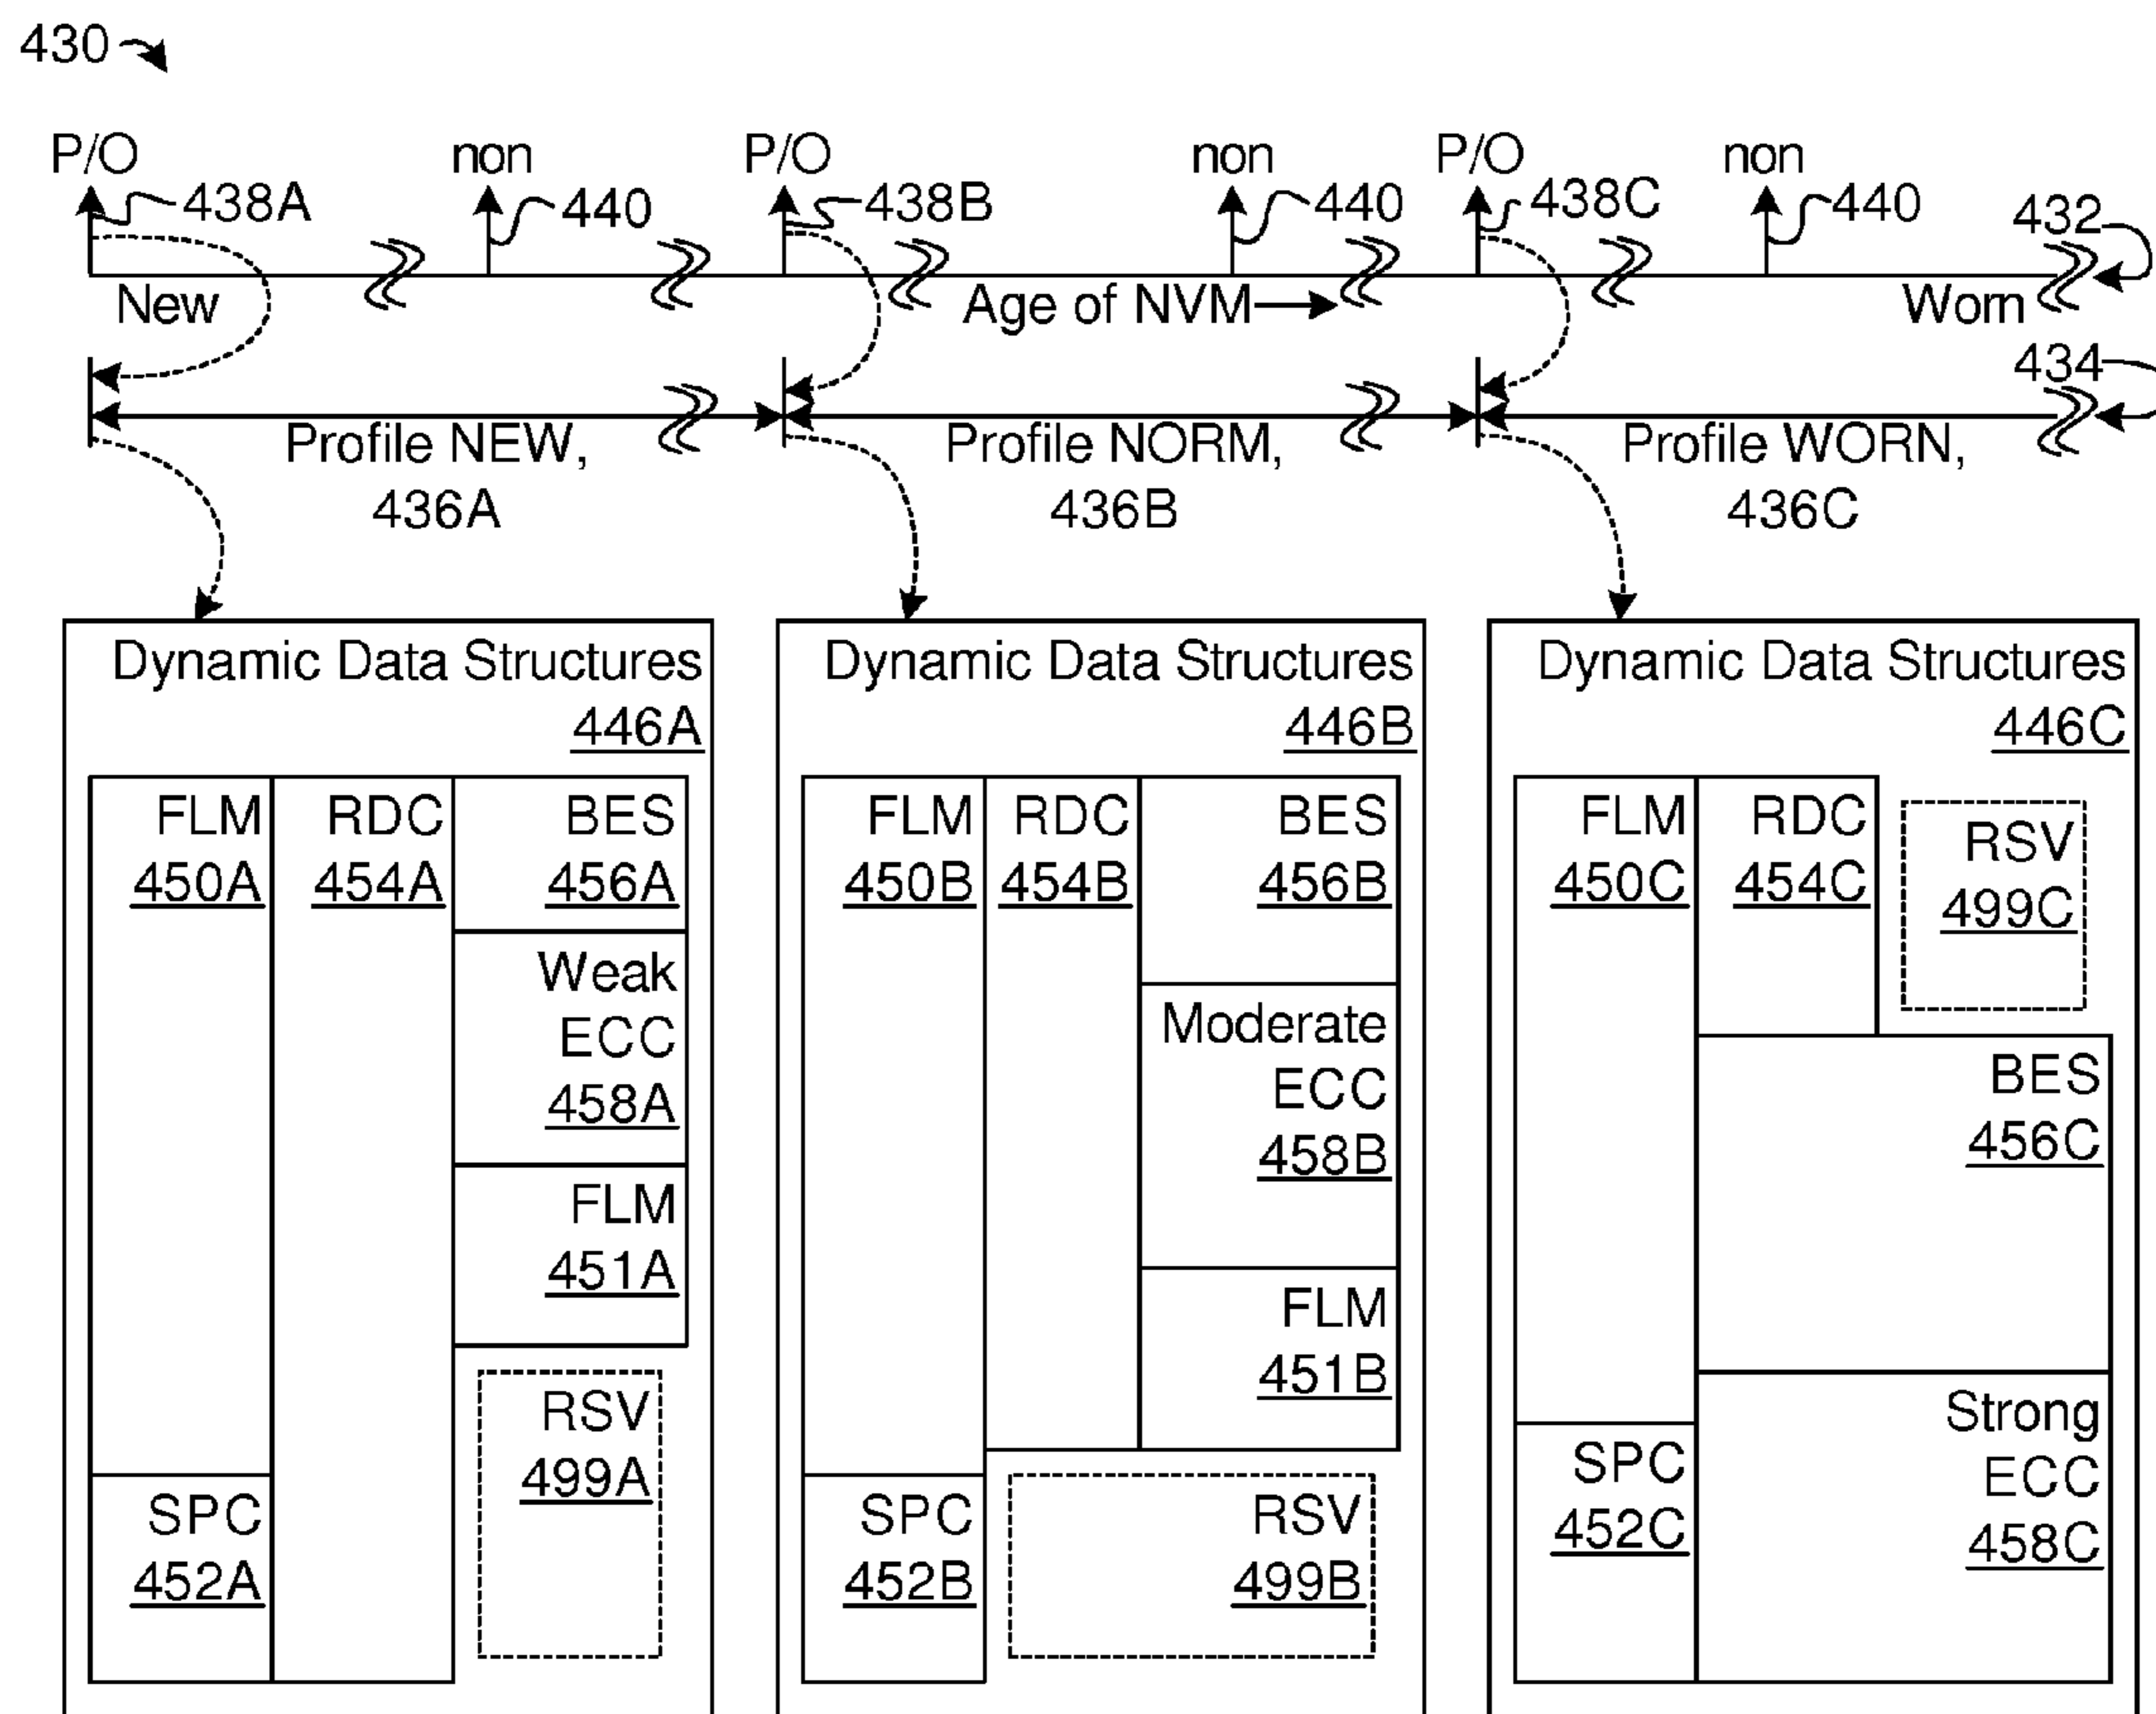 430
P/O
non
P/O
non
P/O
non
438A
440
438B
440
438C
440
432
New
Age of NVM
Worn
434
Profile NEW,
436A
Profile NORM,
436B
Profile WORN,
436C
Dynamic Data Structures
446A
FLM
450A
RDC
454A
BES
456A
Weak
ECC
458A
FLM
451A
RSV
499A
SPC
452A
Dynamic Data Structures
446B
FLM
450B
RDC
454B
BES
456B
Moderate
ECC
458B
FLM
451B
SPC
452B
RSV
499B
Dynamic Data Structures
446C
FLM
450C
RDC
454C
RSV
499C
BES
456C
Strong
ECC
458C
SPC
452C